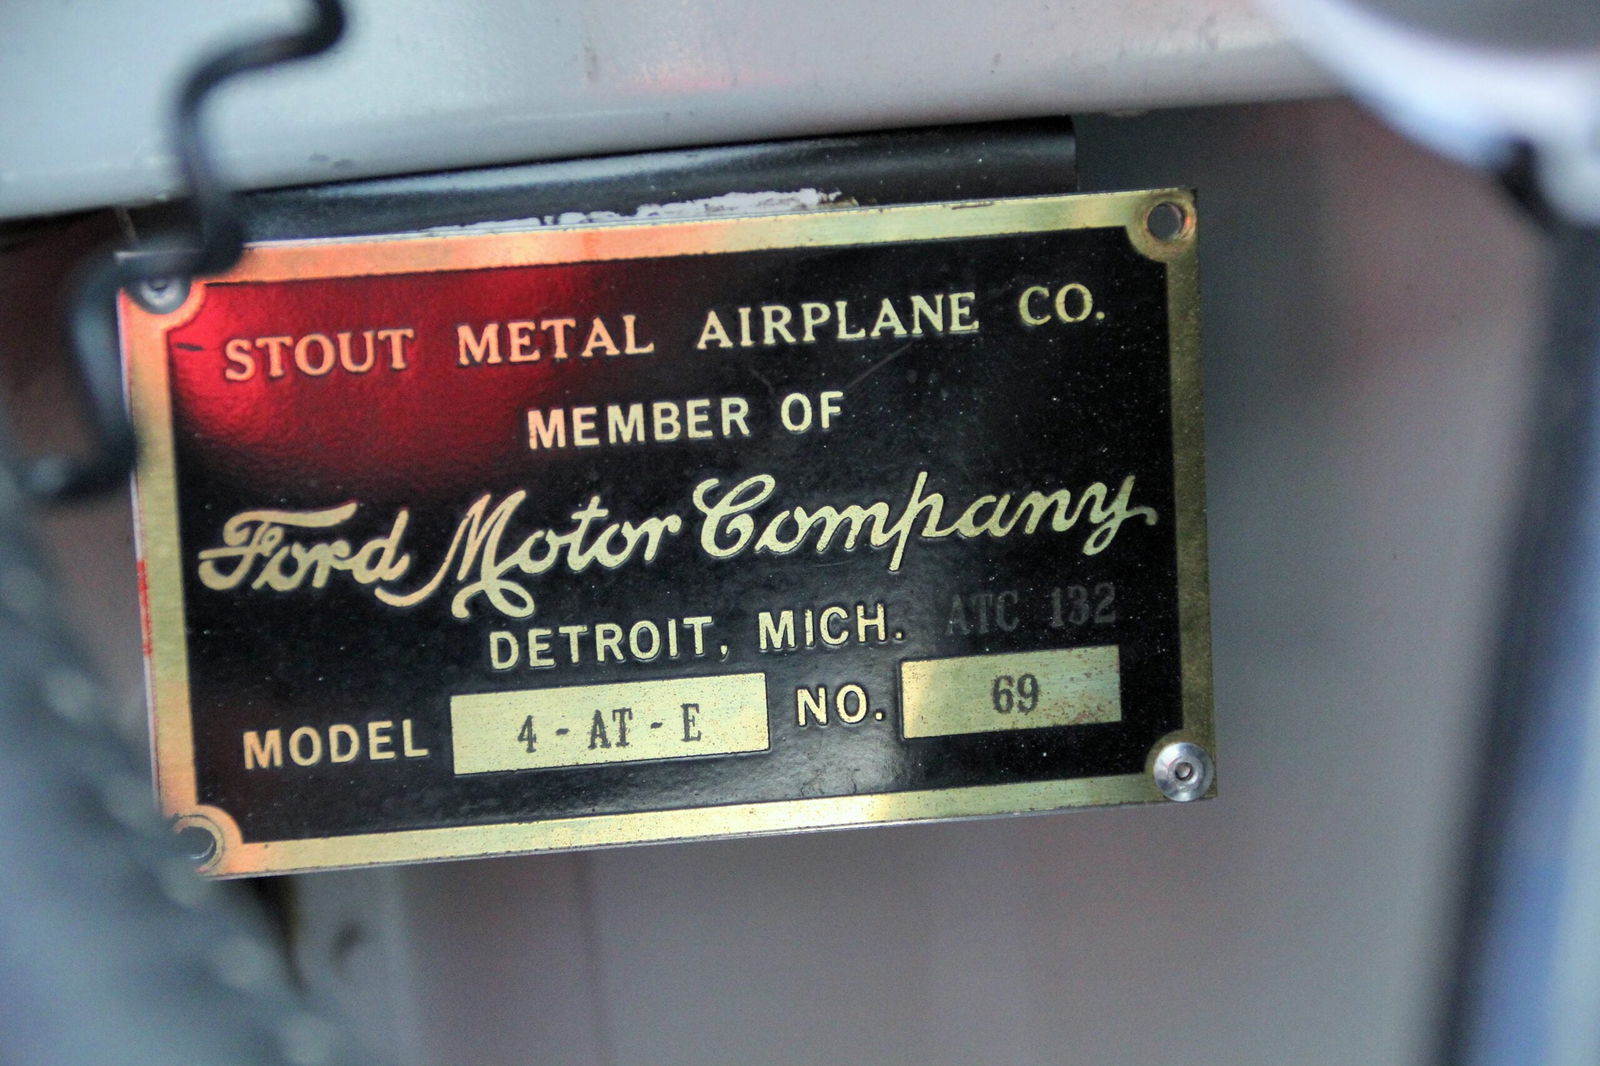 STOUT METAL AIRPLANE CO.
MEMBER OF
Ford Motor Company
DETROIT, MICH. ATC 132
MODEL 4-AT-E NO. 69